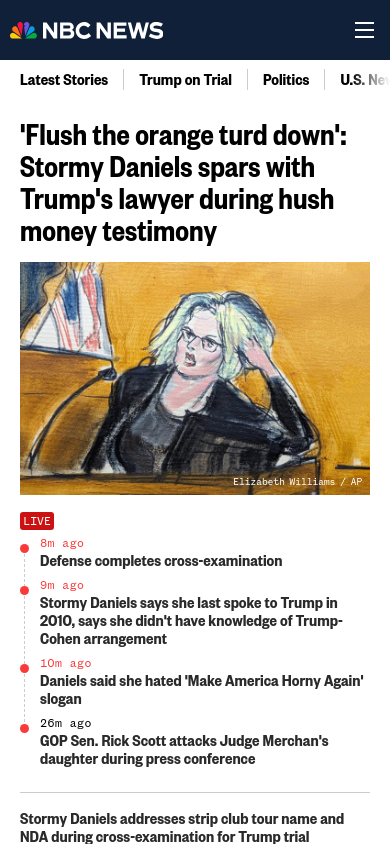 NBC NEWS
Latest Stories
Trump on Trial
Politics
U.S. New
'Flush the orange turd down':
Stormy Daniels spars with
Trump's lawyer during hush
money testimony
Elizabeth Williams / AP
LIVE
8m ago
Defense completes cross-examination
9m ago
Stormy Daniels says she last spoke to Trump in
2010, says she didn't have knowledge of Trump-
Cohen arrangement
10m ago
Daniels said she hated 'Make America Horny Again'
slogan
26m ago
GOP Sen. Rick Scott attacks Judge Merchan's
daughter during press conference
Stormy Daniels addresses strip club tour name and
NDA during cross-examination for Trump trial